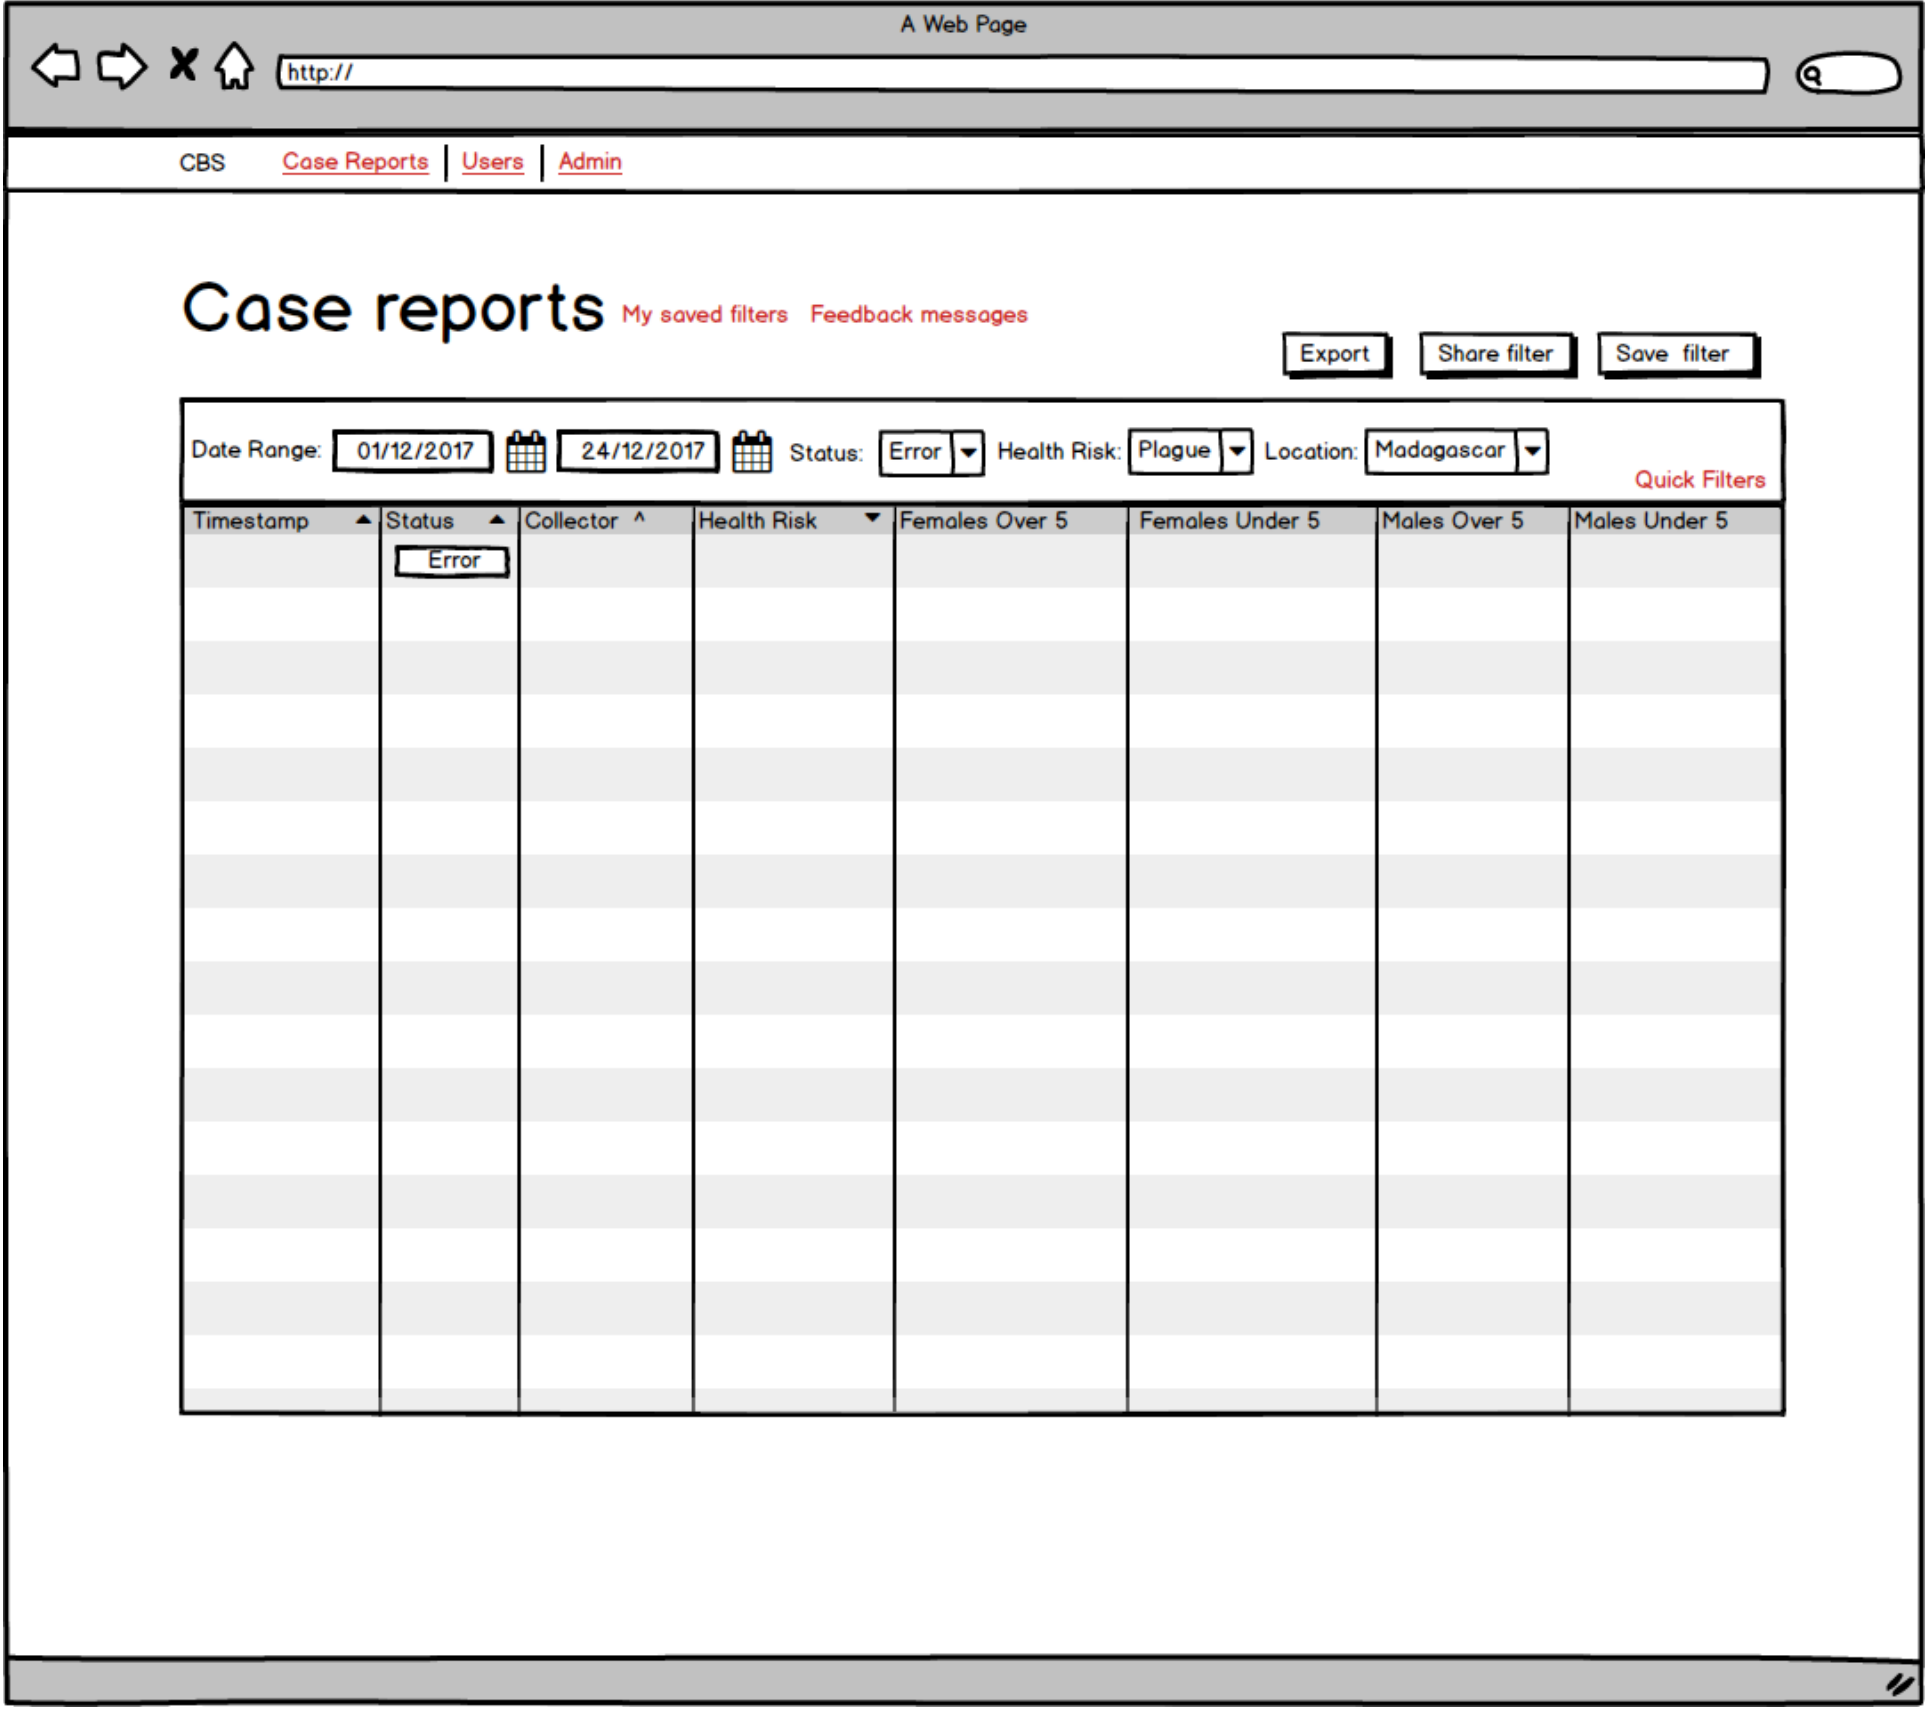 A Web Page
http://
CBS Case Reports Users Admin
Case reports My saved filters Feedback messages
Export Share filter Save filter
Date Range: 01/12/2017 24/12/2017 Status: Error Health Risk: Plague Location: Madagascar
Quick Filters
Timestamp Status Collector ^ Health Risk Females Over 5 Females Under 5 Males Over 5 Males Under 5
Error